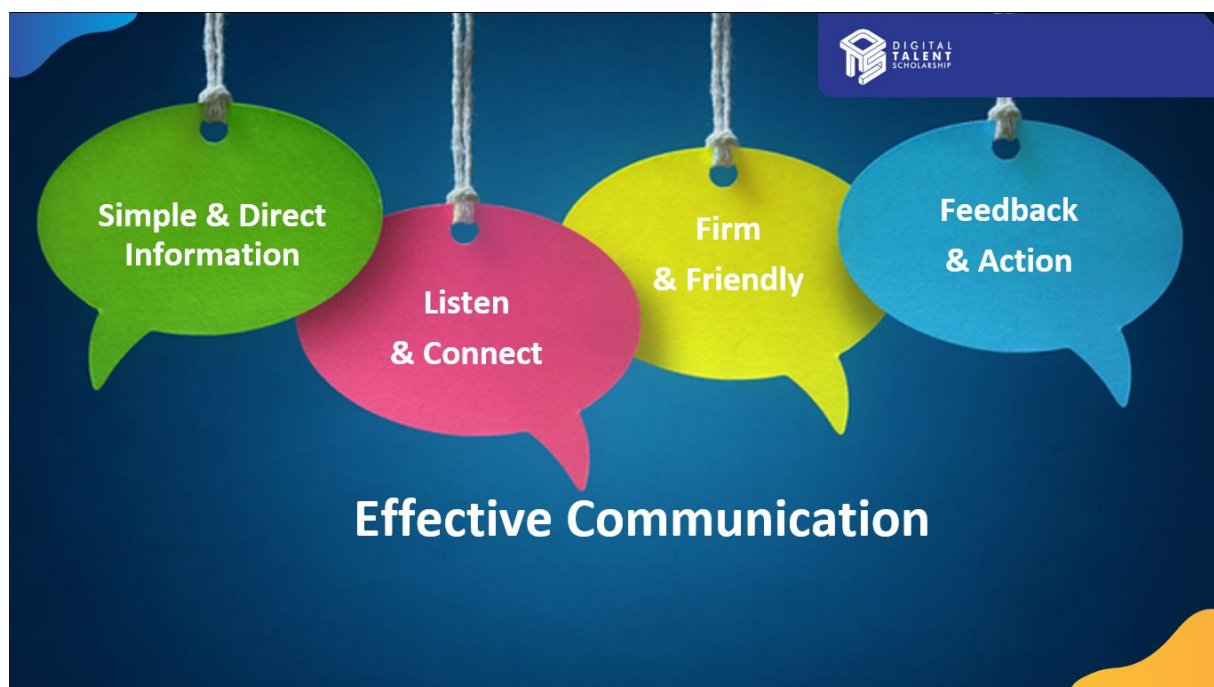 DIGITAL
TALENT
SCHOLARSHIP
Simple & Direct
Information
Listen
& Connect
Firm
& Friendly
Feedback
& Action
Effective Communication